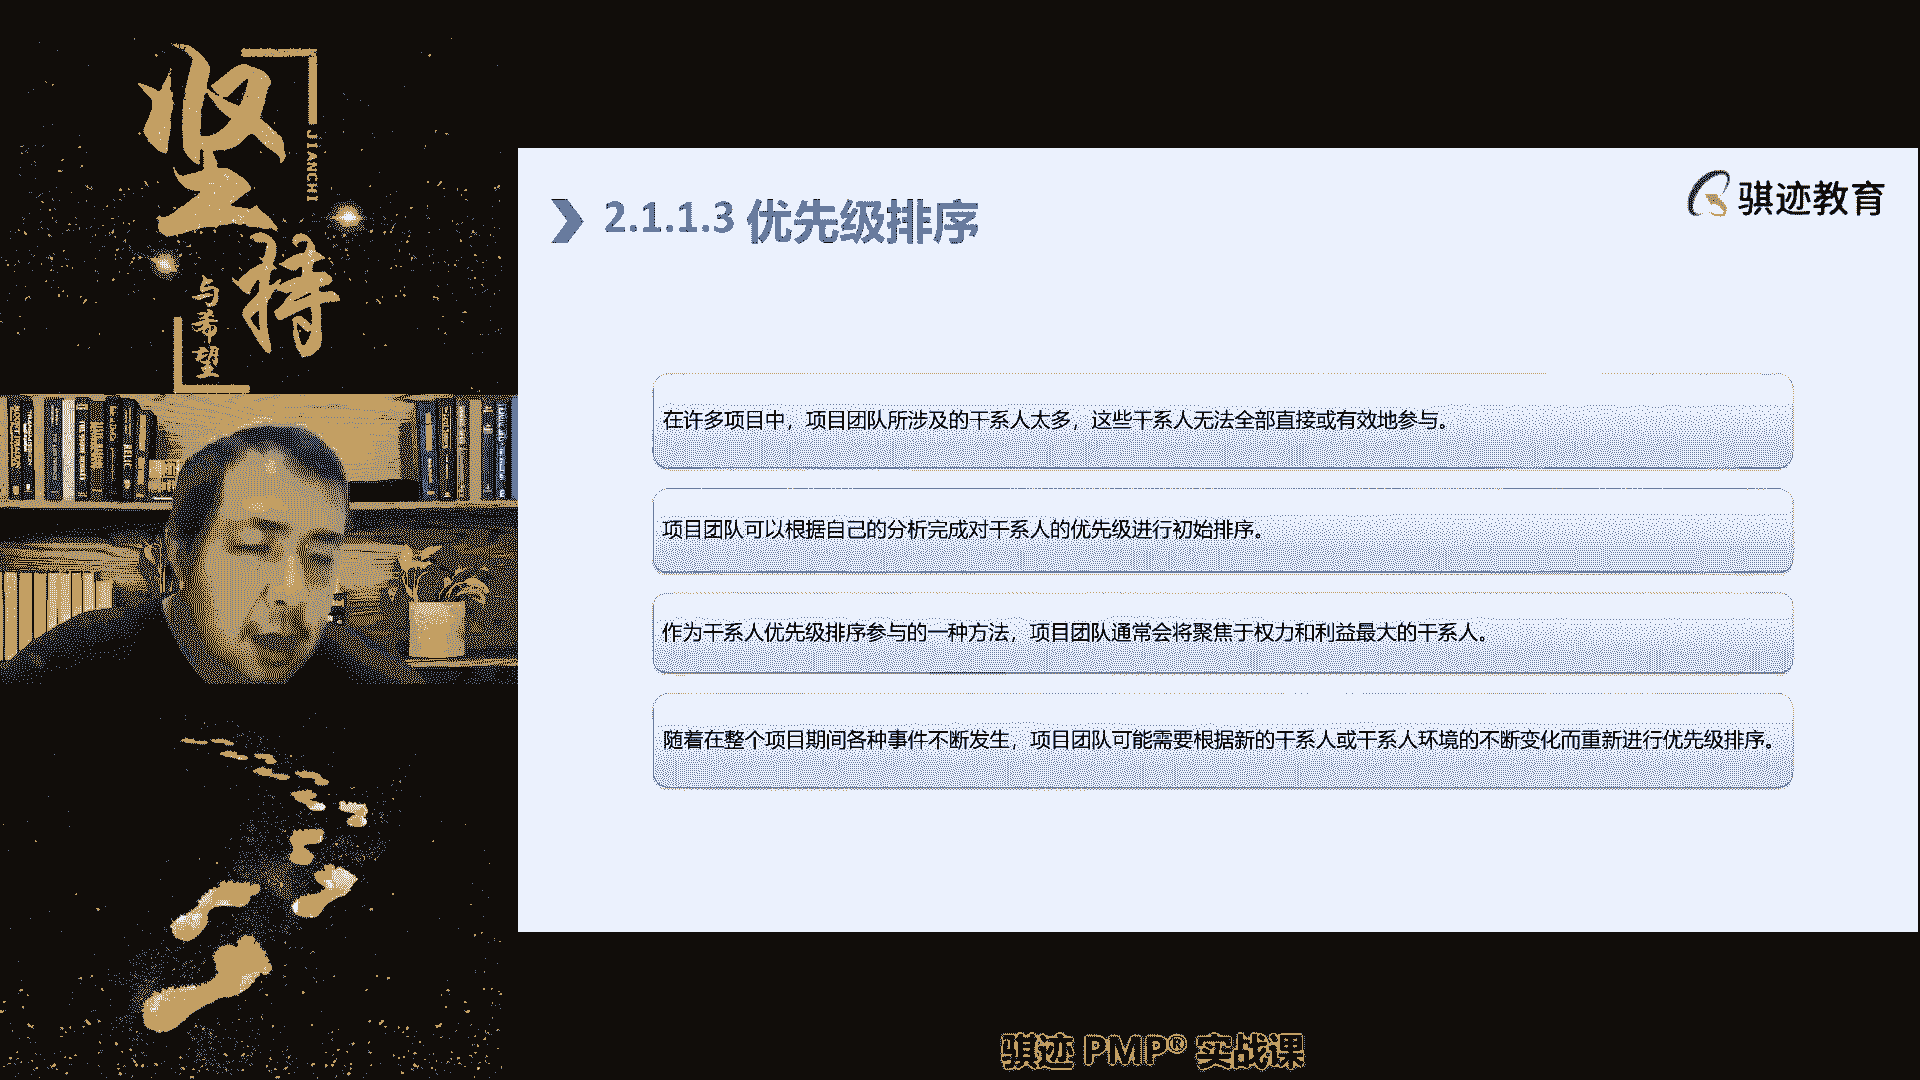 坚持
JIANCHI
与希望
骐迹教育
2.1.1.3 优先级排序
在许多项目中，项目团队所涉及的干系人太多，这些干系人无法全部直接或有效地参与。
项目团队可以根据自己的分析完成对干系人的优先级进行初始排序。
作为干系人优先级排序参与的一种方法，项目团队通常会将聚焦于权力和利益最大的干系人。
随着在整个项目期间各种事件不断发生，项目团队可能需要根据新的干系人或干系人环境的不断变化而重新进行优先级排序。
骐迹 PMP® 实战课